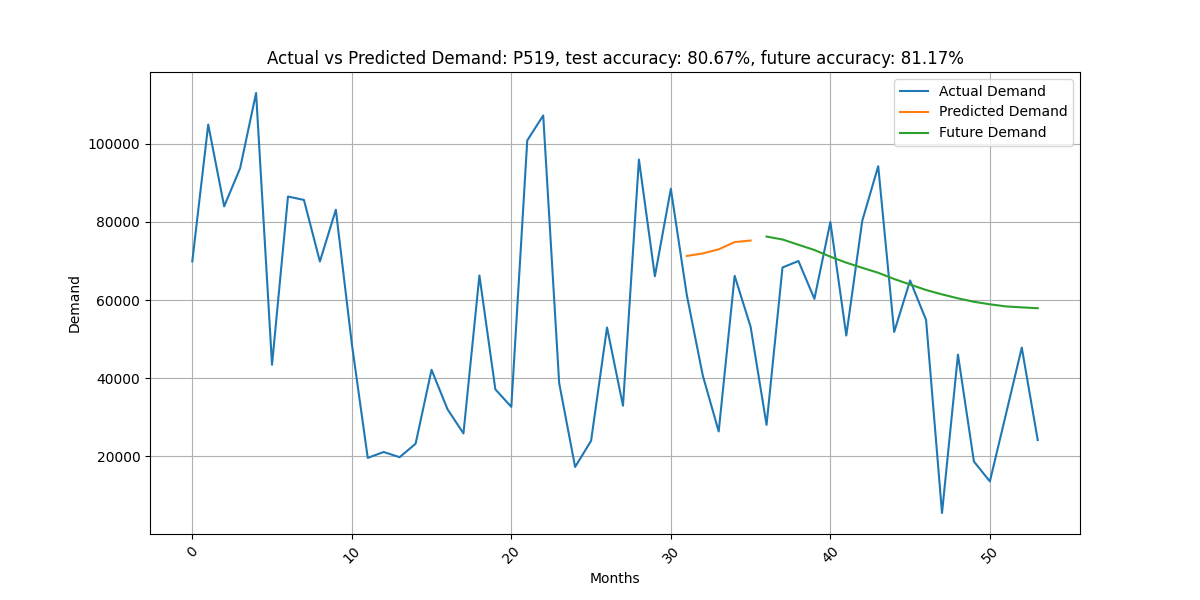 Actual vs Predicted Demand: P519, test accuracy: 80.67%, future accuracy: 81.17%
Actual Demand
Predicted Demand
Future Demand
Demand
100000
80000
60000
40000
20000
0
10
20
30
40
50
Months